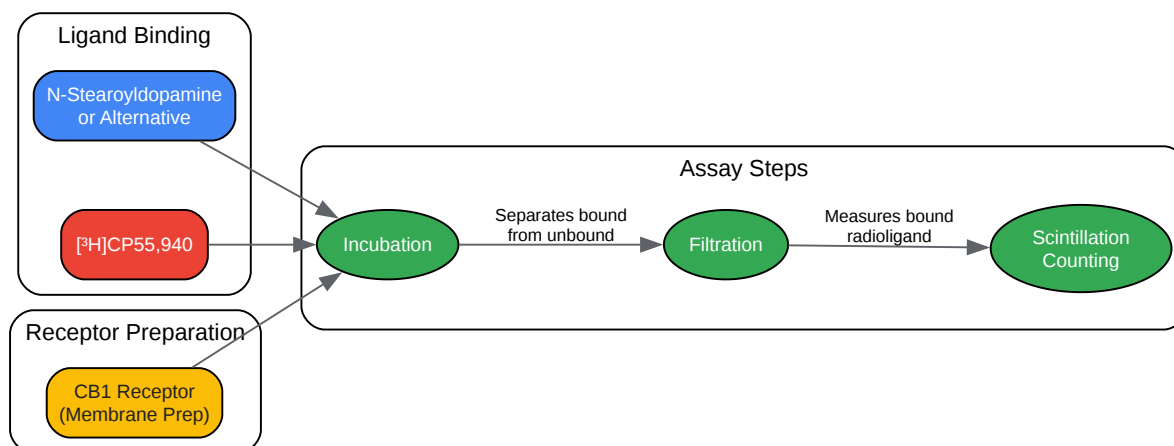 Ligand Binding
N-Stearoyldopamine
or Alternative
[³H]CP55,940
Receptor Preparation
CB1 Receptor
(Membrane Prep)
Assay Steps
Incubation
Separates bound
from unbound
Filtration
Measures bound
radioligand
Scintillation
Counting